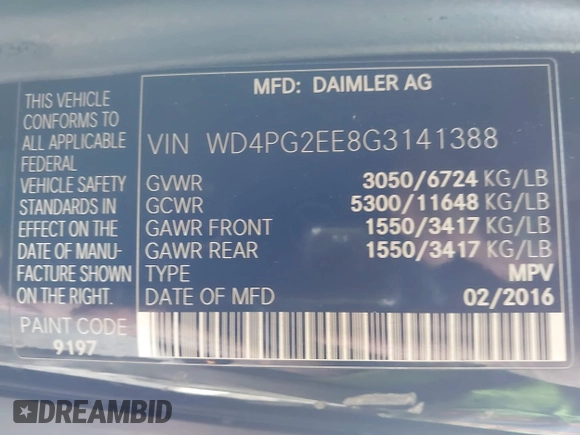 MFD: DAIMLER AG
THIS VEHICLE
CONFORMS TO
ALL APPLICABLE
FEDERAL
VEHICLE SAFETY
STANDARDS IN
EFFECT ON THE
DATE OF MANU-
FACTURE SHOWN
ON THE RIGHT.
PAINT CODE
9197
VIN WD4PG2EE8G3141388
GVWR 3050/6724 KG/LB
GCWR 5300/11648 KG/LB
GAWR FRONT 1550/3417 KG/LB
GAWR REAR 1550/3417 KG/LB
TYPE MPV
DATE OF MFD 02/2016
DREAMBID